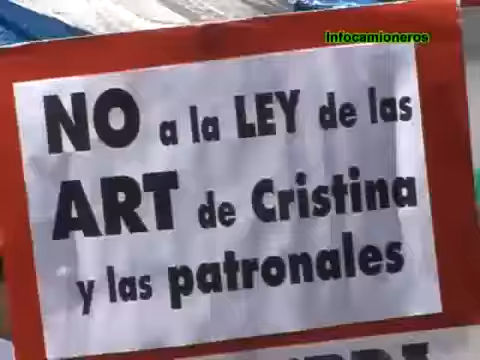 Infocamioneros
NO a la LEY de las
ART de Cristina
y las patronales